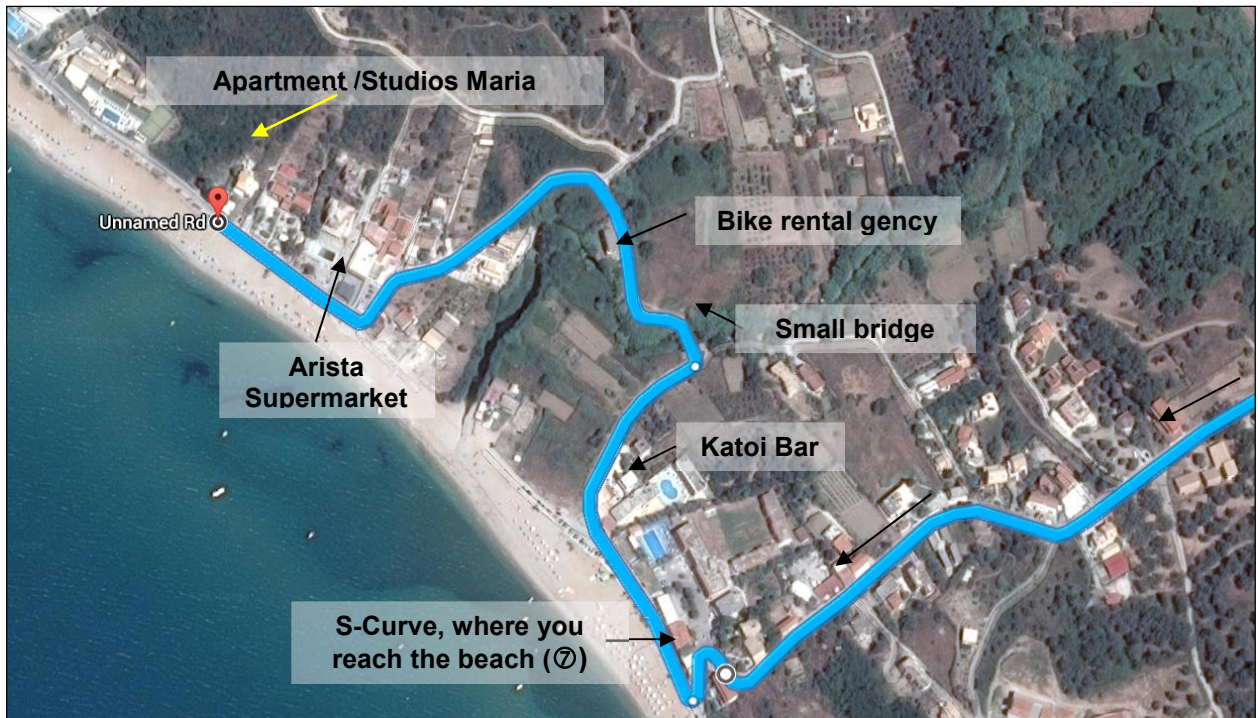 Apartment /Studios Maria
Unnamed Rd
Bike rental gency
Small bridge
Arista
Supermarket
Katoi Bar
S-Curve, where you
reach the beach (⑦)